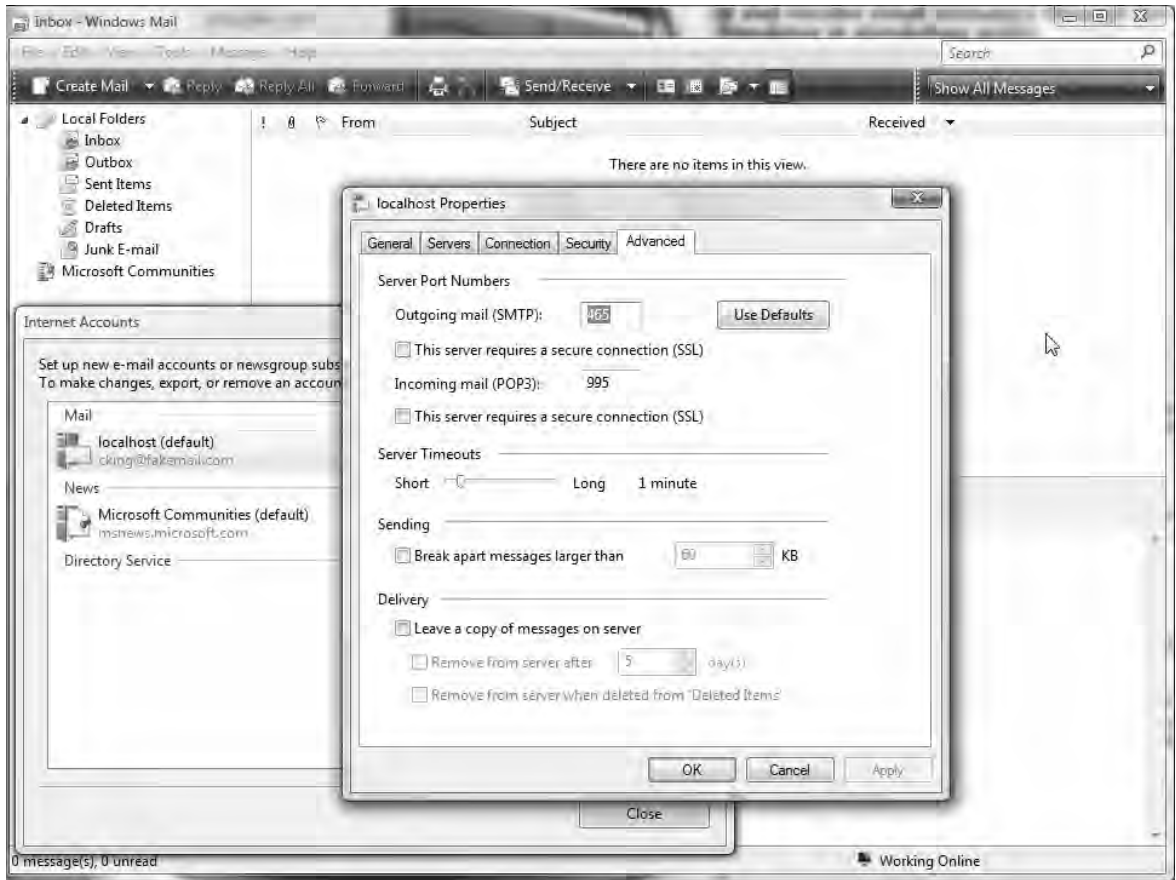 Inbox - Windows Mail
File Edit View Tools Message Help
Search
Create Mail Reply Reply All Forward Send/Receive Show All Messages
Local Folders
Inbox
Outbox
Sent Items
Deleted Items
Drafts
Junk E-mail
Microsoft Communities
! From Subject Received
There are no items in this view.
Internet Accounts
Set up new e-mail accounts or newsgroup subs
To make changes, export, or remove an accoun
Mail
localhost (default)
cking@fakemail.com
News
Microsoft Communities (default)
msnews.microsoft.com
Directory Service
Close
localhost Properties
General Servers Connection Security Advanced
Server Port Numbers
Outgoing mail (SMTP): 465 Use Defaults
This server requires a secure connection (SSL)
Incoming mail (POP3): 995
This server requires a secure connection (SSL)
Server Timeouts
Short Long 1 minute
Sending
Break apart messages larger than 60 KB
Delivery
Leave a copy of messages on server
Remove from server after 5 day(s)
Remove from server when deleted from 'Deleted Items'
OK Cancel Apply
0 message(s), 0 unread
Working Online